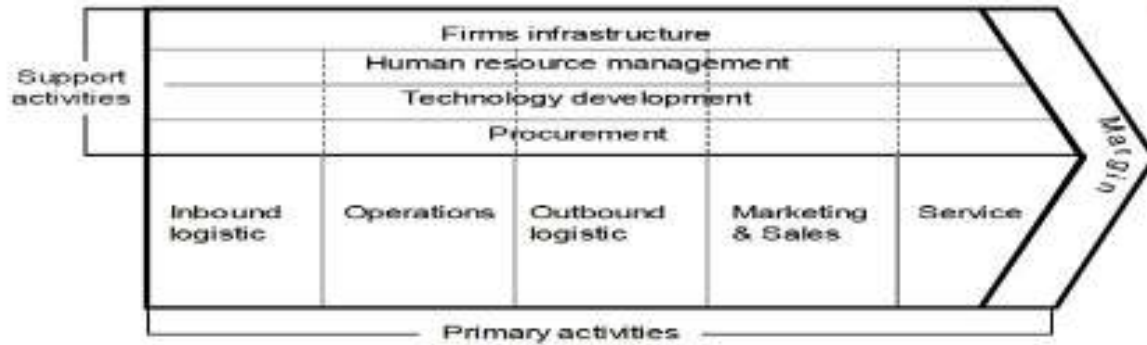 Firms infrastructure
Human resource management
Support
activities
Technology development
Procurement
Margin
Inbound
logistic
Operations
Outbound
logistic
Marketing
& Sales
Service
Primary activities